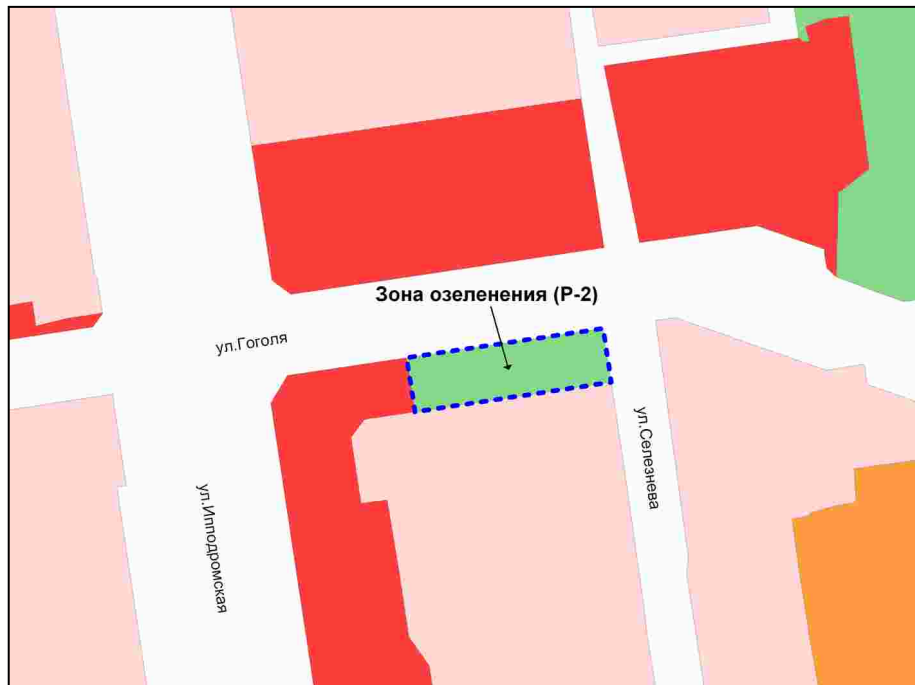 Зона озеленения (Р-2)
ул.Гоголя
ул.Селезнева
ул.Ипподромская